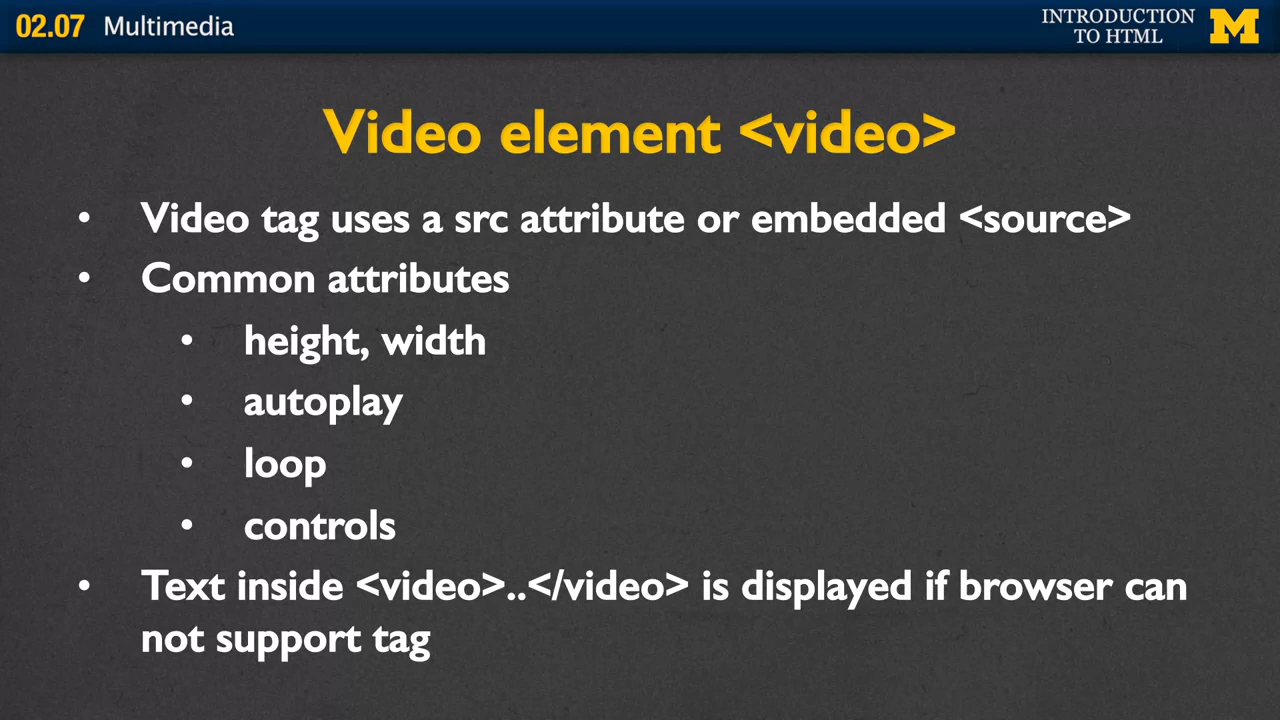 02.07 Multimedia
INTRODUCTION
TO HTML
M
Video element <video>
• Video tag uses a src attribute or embedded <source>
• Common attributes
• height, width
• autoplay
• loop
• controls
• Text inside <video>..</video> is displayed if browser can
not support tag